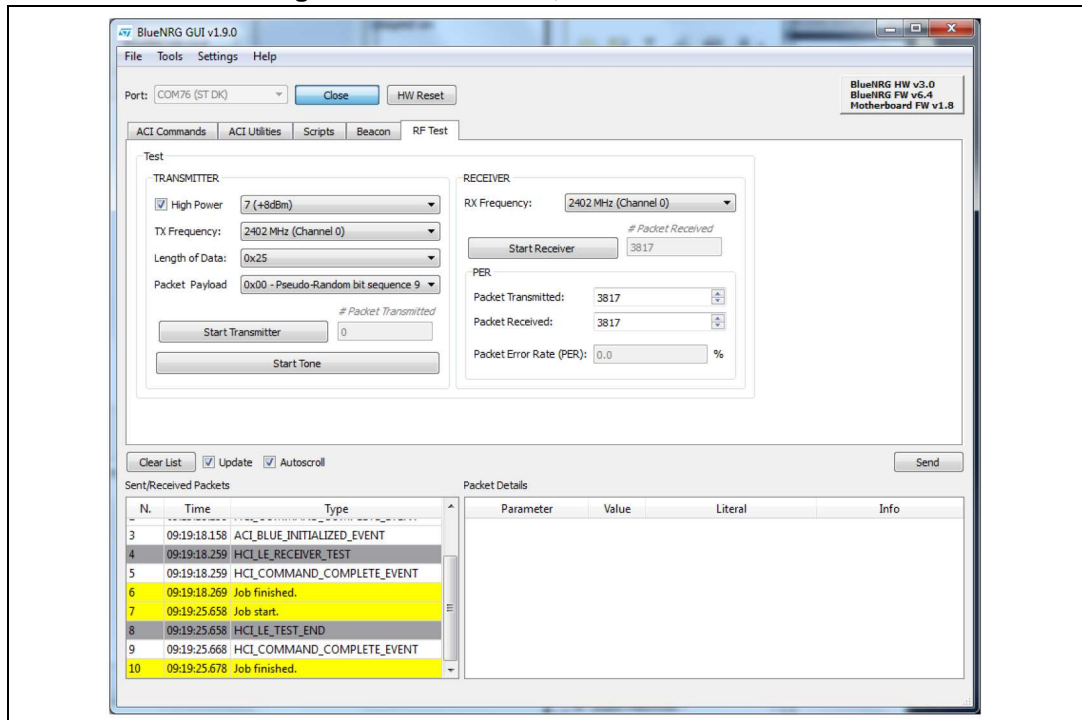 BlueNRG GUI v1.9.0
File Tools Settings Help
Port: COM76 (ST DK) Close HW Reset
BlueNRG HW v3.0
BlueNRG FW v6.4
Motherboard FW v1.8
ACI Commands ACI Utilities Scripts Beacon RF Test
Test
TRANSMITTER
High Power 7 (+8dBm)
TX Frequency: 2402 MHz (Channel 0)
Length of Data: 0x25
Packet Payload 0x00 - Pseudo-Random bit sequence 9
# Packet Transmitted
Start Transmitter 0
Start Tone
RECEIVER
RX Frequency: 2402 MHz (Channel 0)
# Packet Received
Start Receiver 3817
PER
Packet Transmitted: 3817
Packet Received: 3817
Packet Error Rate (PER): 0.0 %
Clear List Update Autoscroll Send
Sent/Received Packets
N. Time Type
3 09:19:18.158 ACI_BLUE_INITIALIZED_EVENT
4 09:19:18.259 HCI_LE_RECEIVER_TEST
5 09:19:18.259 HCI_COMMAND_COMPLETE_EVENT
6 09:19:18.269 Job finished.
7 09:19:25.658 Job start.
8 09:19:25.658 HCI_LE_TEST_END
9 09:19:25.668 HCI_COMMAND_COMPLETE_EVENT
10 09:19:25.678 Job finished.
Packet Details
Parameter Value Literal Info